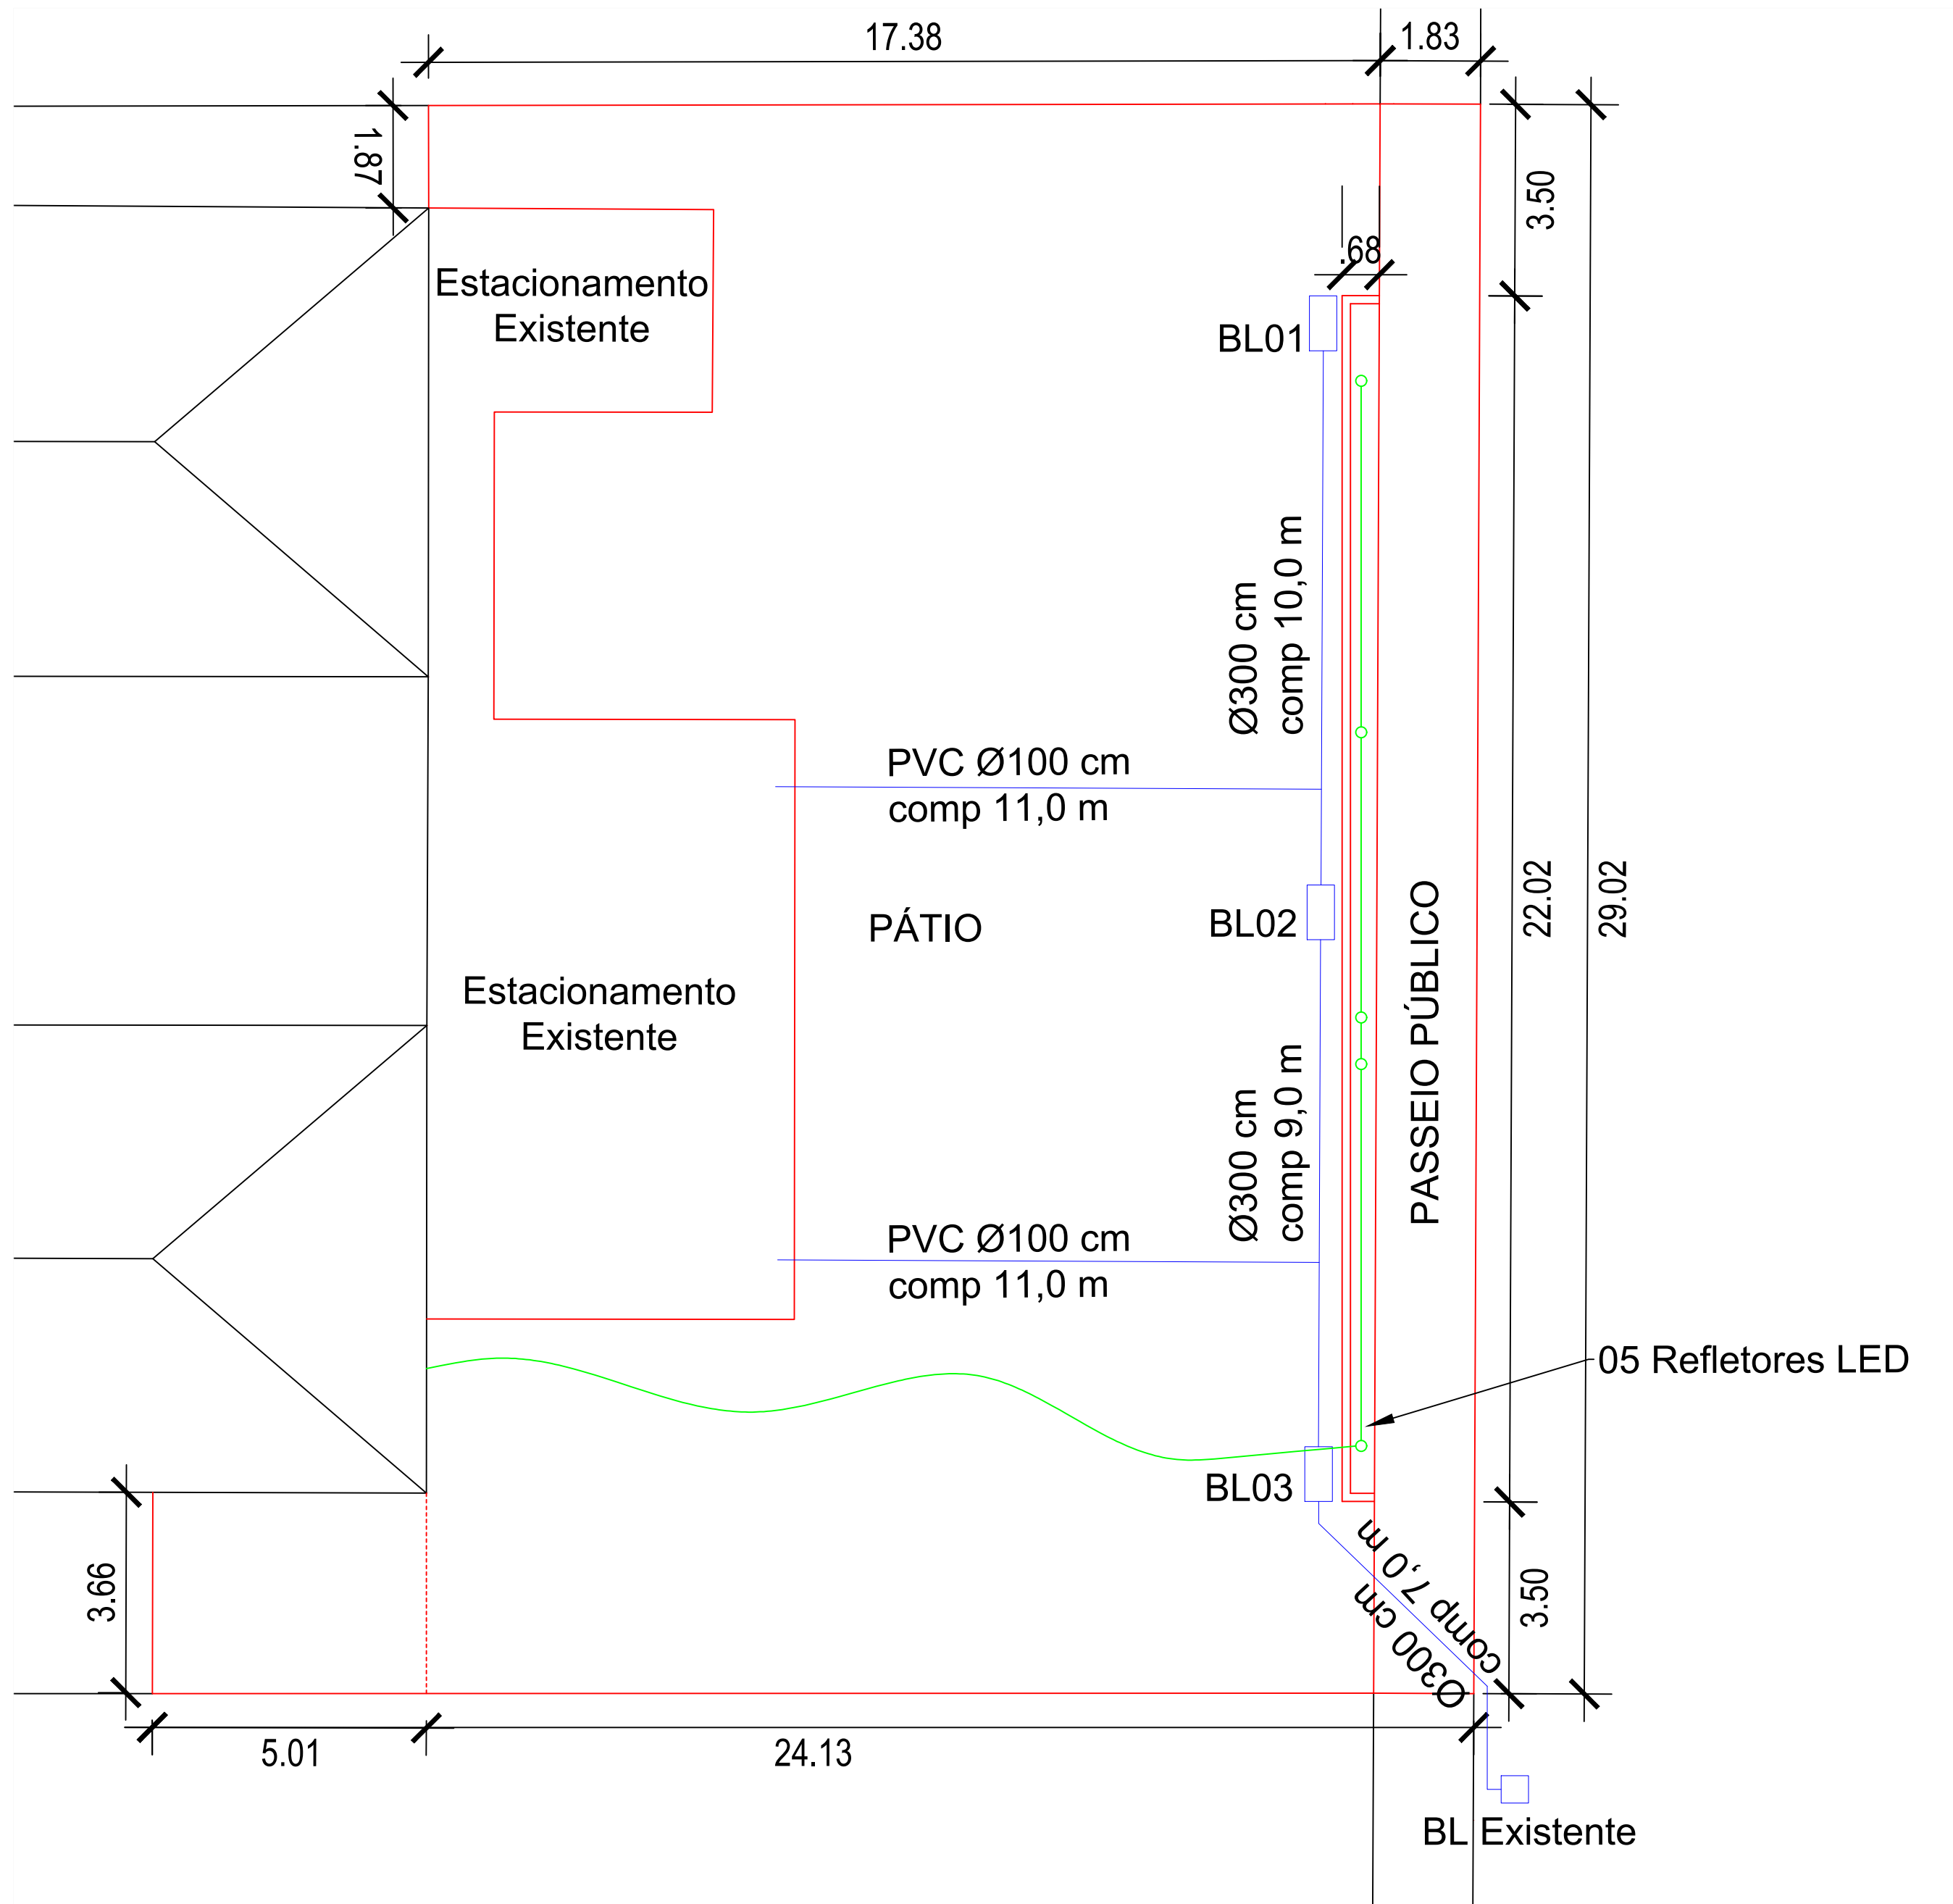 17.38
1.83
1.87
3.50
.68
Estacionamento
Existente
BL01
Ø300 cm
comp 10,0 m
PVC Ø100 cm
comp 11,0 m
22.02
29.02
PÁTIO
BL02
PASSEIO PÚBLICO
Estacionamento
Existente
Ø300 cm
comp 9,0 m
PVC Ø100 cm
comp 11,0 m
05 Refletores LED
BL03
Ø300 cm
comp 7,0 m
3.66
3.50
5.01
24.13
BL Existente